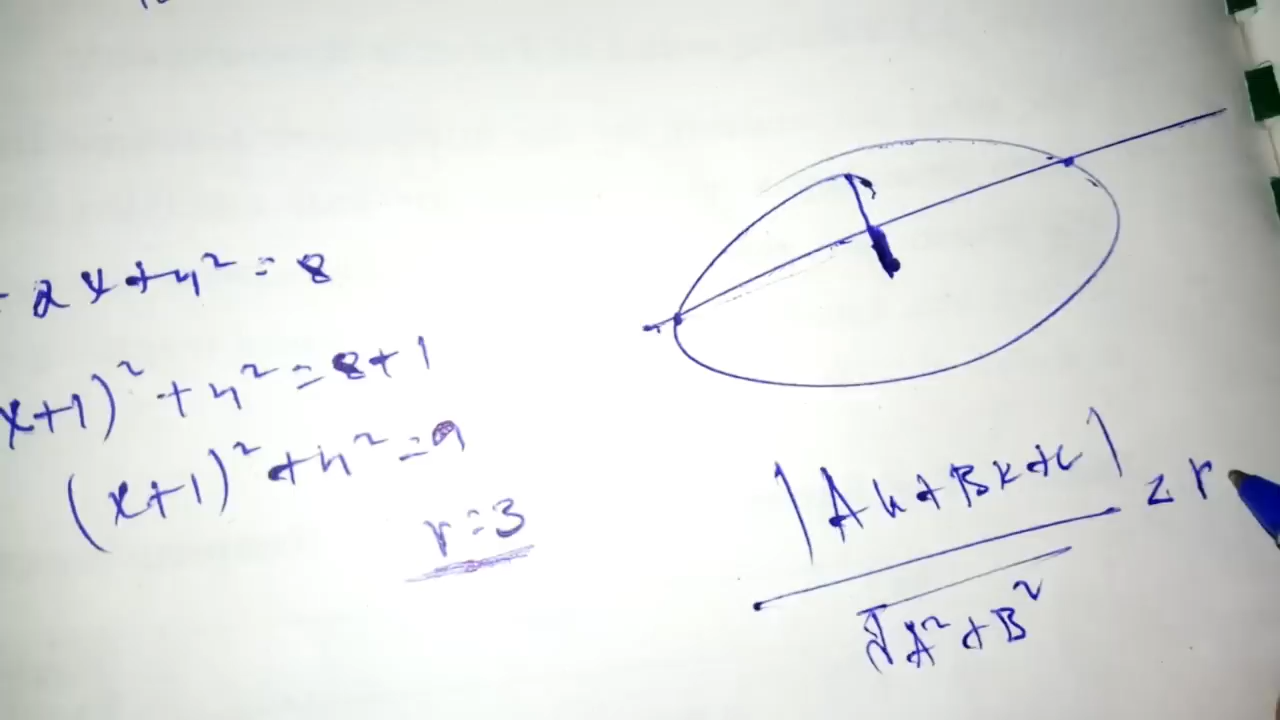 - 2x+y² = 8
x+1)² + y² = 8+1
(x+1)² + y² = 9
r = 3
|Ah+Bk+c| / √A²+B² < r